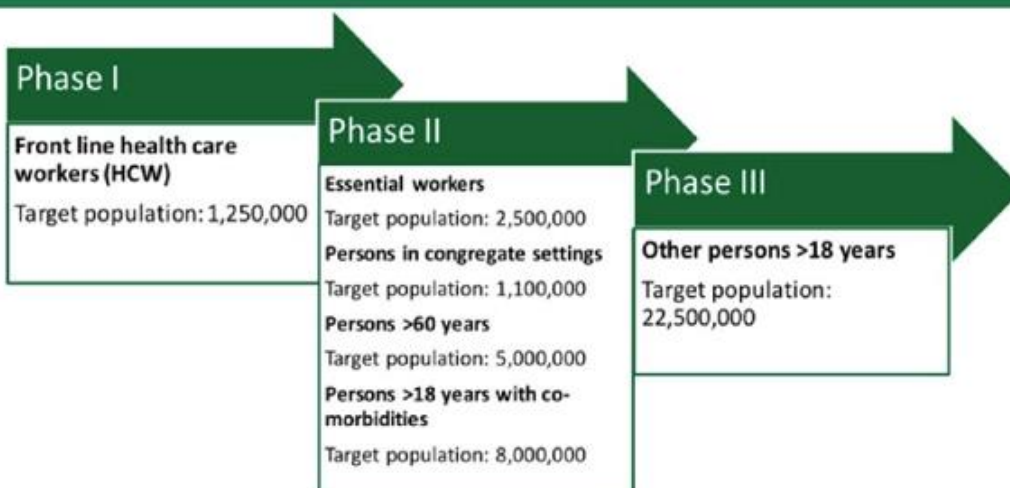 Phase I
Front line health care
workers (HCW)
Target population: 1,250,000
Phase II
Essential workers
Target population: 2,500,000
Persons in congregate settings
Target population: 1,100,000
Persons >60 years
Target population: 5,000,000
Persons >18 years with co-
morbidities
Target population: 8,000,000
Phase III
Other persons >18 years
Target population:
22,500,000